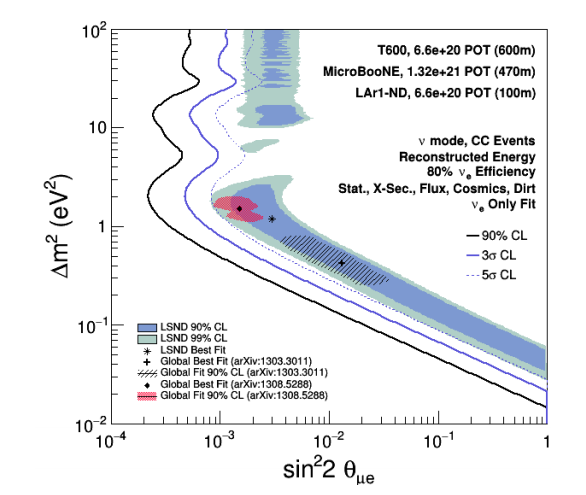 10²
T600, 6.6e+20 POT (600m)
MicroBooNE, 1.32e+21 POT (470m)
LAr1-ND, 6.6e+20 POT (100m)
10
ν mode, CC Events
Reconstructed Energy
80% νₑ Efficiency
Stat., X-Sec., Flux, Cosmics, Dirt
νₑ Only Fit
Δm² (eV²)
1
90% CL
3σ CL
5σ CL
10⁻¹
LSND 90% CL
LSND 99% CL
LSND Best Fit
Global Best Fit (arXiv:1303.3011)
Global Fit 90% CL (arXiv:1303.3011)
Global Best Fit (arXiv:1308.5288)
Global Fit 90% CL (arXiv:1308.5288)
10⁻²
10⁻⁴ 10⁻³ 10⁻² 10⁻¹ 1
sin²2 θμe